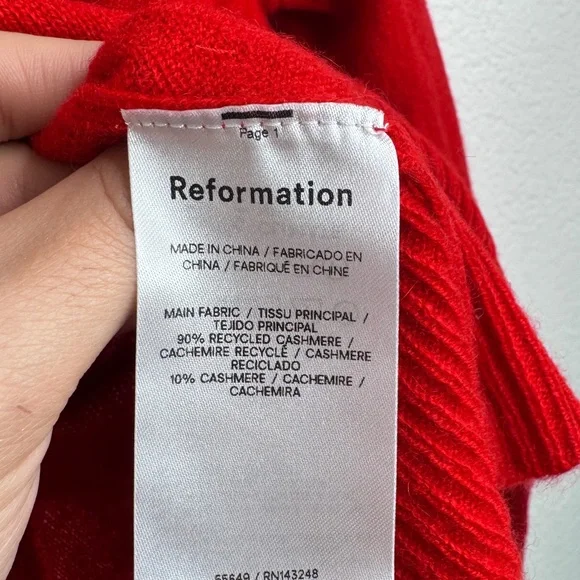 Page 1
Reformation
MADE IN CHINA / FABRICADO EN
CHINA / FABRIQUÉ EN CHINE
MAIN FABRIC / TISSU PRINCIPAL /
TEJIDO PRINCIPAL
90% RECYCLED CASHMERE /
CACHEMIRE RECYCLÉ / CASHMERE
RECICLADO
10% CASHMERE / CACHEMIRE /
CACHEMIRA
55649 / RN143248